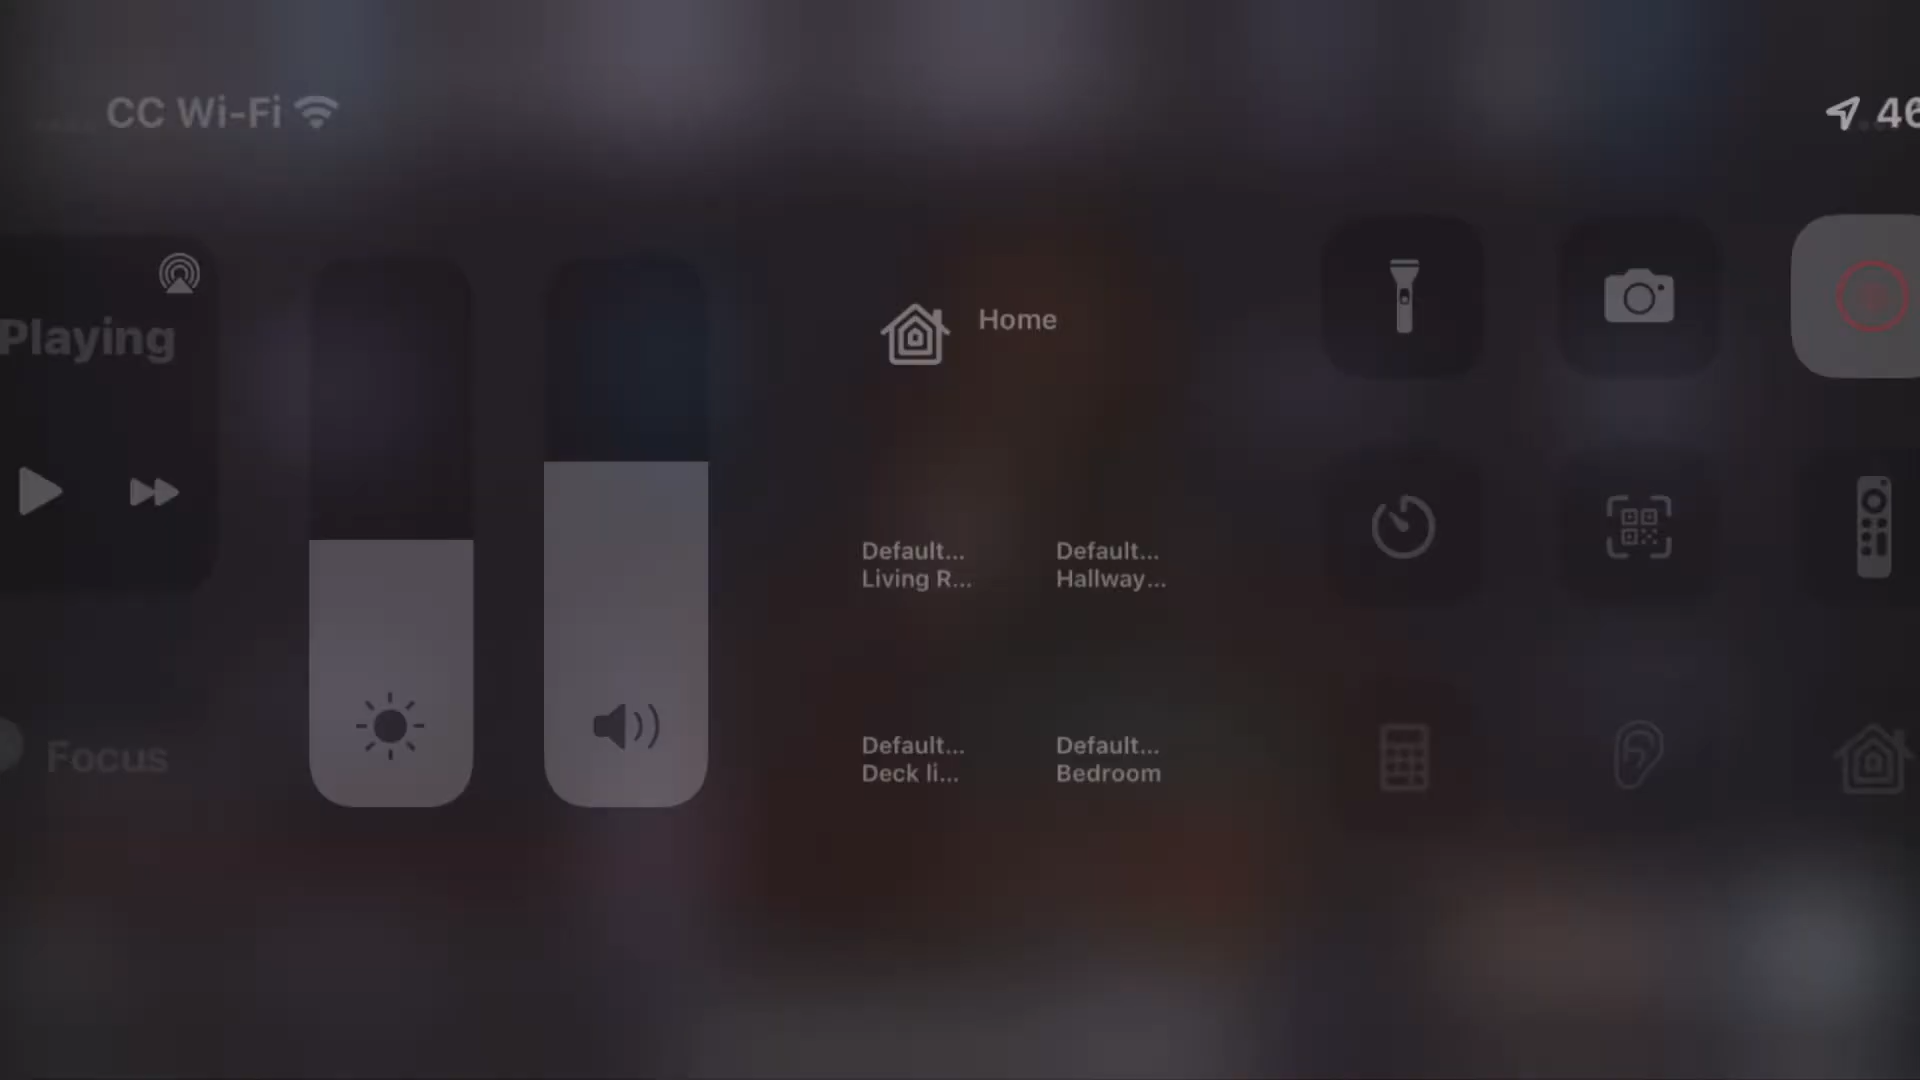 CC Wi-Fi
46
Playing
Home
Default...
Living R...
Default...
Hallway...
Focus
Default...
Deck li...
Default...
Bedroom